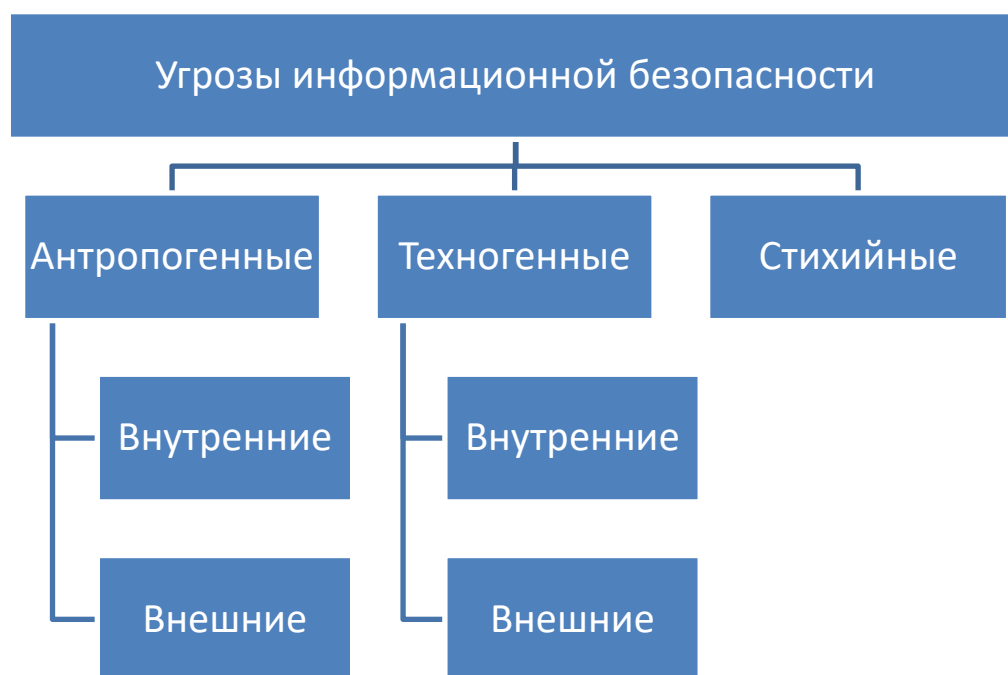 Угрозы информационной безопасности
Антропогенные
Техногенные
Стихийные
Внутренние
Внутренние
Внешние
Внешние